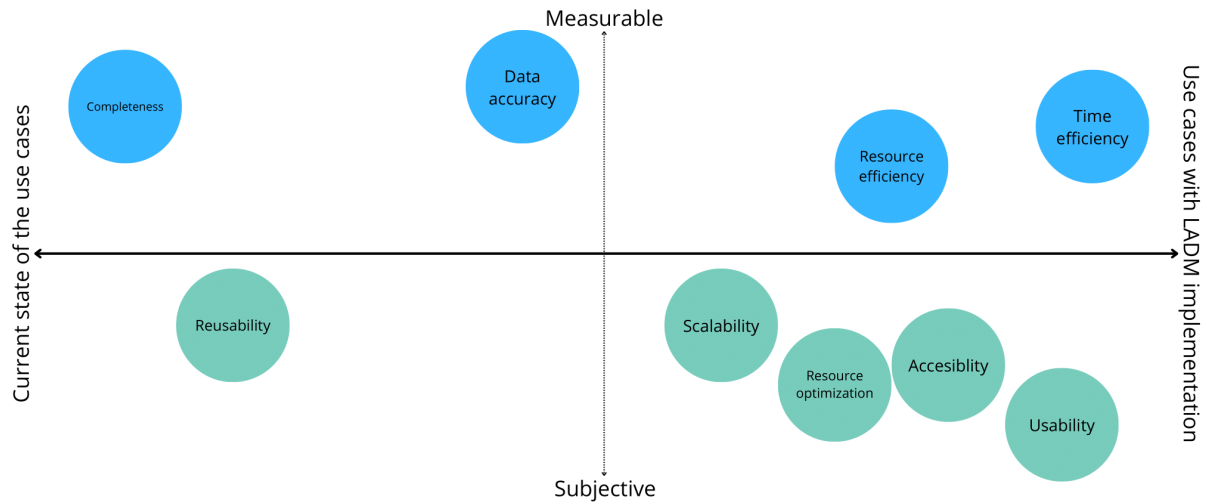 Measurable
Completeness
Data
accuracy
Resource
efficiency
Time
efficiency
Current state of the use cases
Use cases with LADM implementation
Reusability
Scalability
Resource
optimization
Accesiblity
Usability
Subjective